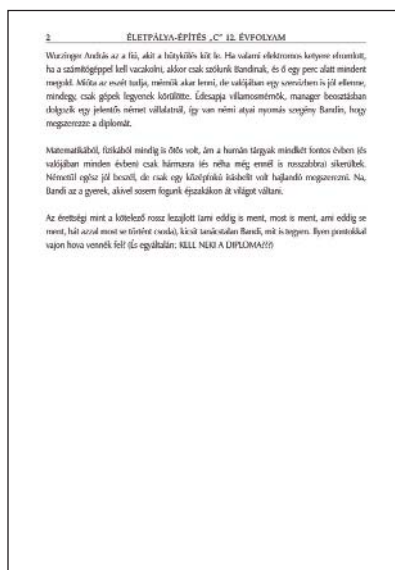 2 ÉLETPÁLYA-ÉPÍTÉS „C” 12. ÉVFOLYAM
Wurzinger András az a fiú, akit a bütykölés köt le. Ha valami elektromos ketyere elromlott,
ha a számítógéppel kell vacakolni, akkor csak szólunk Bandinak, és ő egy perc alatt mindent
megold. Mióta az eszét tudja, mérnök akar lenni, de valójában egy szervizben is jól ellenne,
mindegy, csak gépek legyenek körülötte. Édesapja villamosmérnök, manager beosztásban
dolgozik egy jelentős német vállalatnál, így van némi atyai nyomás szegény Bandin, hogy
megszerezze a diplomát.
Matematikából, fizikából mindig is ötös volt, ám a humán tárgyak mindkét fontos évben (és
valójában minden évben) csak hármasra (és néha még ennél is rosszabbra) sikerültek.
Németül egész jól beszél, de csak egy középfokú írásbelit volt hajlandó megszerezni. Na,
Bandi az a gyerek, akivel sosem fogunk éjszakákon át világot váltani.
Az érettségi mint a kötelező rossz lezajlott (ami eddig is ment, most is ment, ami eddig se
ment, hát azzal most se történt csoda), kicsit tanácstalan Bandi, mit is tegyen. Ilyen pontokkal
vajon hova vennék fel? (És egyáltalán; KELL NEKI A DIPLOMA???)